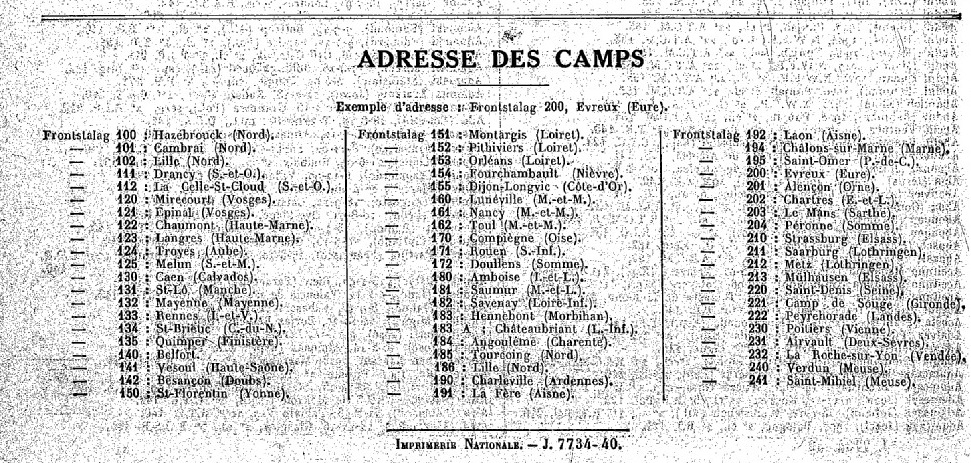 ADRESSE DES CAMPS
Exemple d'adresse : Frontstalag 200, Evreux (Eure).
Frontstalag 100 : Hazebrouck (Nord).
— 101 : Cambrai (Nord).
— 102 : Lille (Nord).
— 111 : Drancy (S.-et-O.).
— 112 : La Celle-St-Cloud (S.-et-O.).
— 120 : Mirecourt (Vosges).
— 121 : Epinal (Vosges).
— 122 : Chaumont (Haute-Marne).
— 123 : Langres (Haute-Marne).
— 124 : Troyes (Aube).
— 125 : Melun (S.-et-M.).
— 130 : Caen (Calvados).
— 131 : St-Lô (Manche).
— 132 : Mayenne (Mayenne).
— 133 : Rennes (I.-et-V.).
— 134 : St-Brieuc (C.-du-N.).
— 135 : Quimper (Finistère).
— 140 : Belfort.
— 141 : Vesoul (Haute-Saône).
— 142 : Besançon (Doubs).
— 150 : St-Florentin (Yonne).
Frontstalag 151 : Montargis (Loiret).
— 152 : Pithiviers (Loiret).
— 153 : Orléans (Loiret).
— 154 : Fourchambault (Nièvre).
— 155 : Dijon-Longvic (Côte-d'Or).
— 160 : Lunéville (M.-et-M.).
— 161 : Nancy (M.-et-M.).
— 162 : Toul (M.-et-M.).
— 170 : Compiègne (Oise).
— 171 : Rouen (S.-Inf.).
— 172 : Doullens (Somme).
— 180 : Amboise (I.-et-L.).
— 181 : Saumur (M.-et-L.).
— 182 : Savenay (Loire-Inf.).
— 183 : Hennebont (Morbihan).
— 183 A : Châteaubriant (L.-Inf.).
— 184 : Angoulême (Charente).
— 185 : Tourcoing (Nord).
— 186 : Lille (Nord).
— 190 : Charleville (Ardennes).
— 191 : La Fère (Aisne).
Frontstalag 192 : Laon (Aisne).
— 194 : Châlons-sur-Marne (Marne).
— 195 : Saint-Omer (P.-de-C.).
— 200 : Evreux (Eure).
— 201 : Alençon (Orne).
— 202 : Chartres (E.-et-L.).
— 203 : Le Mans (Sarthe).
— 204 : Péronne (Somme).
— 210 : Strassburg (Elsass).
— 211 : Saarburg (Lothringen).
— 212 : Metz (Lothringen).
— 213 : Mülhausen (Elsass).
— 220 : Saint-Denis (Seine).
— 221 : Camp de Souge (Gironde).
— 222 : Peyrehorade (Landes).
— 230 : Poitiers (Vienne).
— 231 : Airvault (Deux-Sèvres).
— 232 : La Roche-sur-Yon (Vendée).
— 240 : Verdun (Meuse).
— 241 : Saint-Mihiel (Meuse).
IMPRIMERIE NATIONALE. — J. 7734-40.